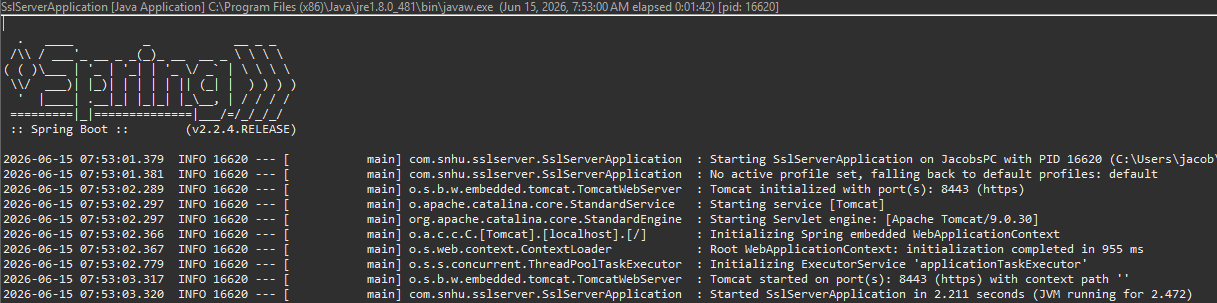 SslServerApplication [Java Application] C:\Program Files (x86)\Java\jre1.8.0_481\bin\javaw.exe (Jun 15, 2026, 7:53:00 AM elapsed 0:01:42) [pid: 16620]
  .   ____          _            __ _ _
 /\\ / ___'_ __ _ _(_)_ __  __ _ \ \ \ \
( ( )\___ | '_ | '_| | '_ \/ _` | \ \ \ \
 \\/  ___)| |_)| | | | | || (_| |  ) ) ) )
  '  |____| .__|_| |_|_| |_\__, | / / / /
 =========|_|==============|___/=/_/_/_/
 :: Spring Boot ::        (v2.2.4.RELEASE)
2026-06-15 07:53:01.379  INFO 16620 --- [           main] com.snhu.sslserver.SslServerApplication  : Starting SslServerApplication on JacobsPC with PID 16620 (C:\Users\jacob\
2026-06-15 07:53:01.381  INFO 16620 --- [           main] com.snhu.sslserver.SslServerApplication  : No active profile set, falling back to default profiles: default
2026-06-15 07:53:02.289  INFO 16620 --- [           main] o.s.b.w.embedded.tomcat.TomcatWebServer  : Tomcat initialized with port(s): 8443 (https)
2026-06-15 07:53:02.297  INFO 16620 --- [           main] o.apache.catalina.core.StandardService   : Starting service [Tomcat]
2026-06-15 07:53:02.297  INFO 16620 --- [           main] org.apache.catalina.core.StandardEngine  : Starting Servlet engine: [Apache Tomcat/9.0.30]
2026-06-15 07:53:02.366  INFO 16620 --- [           main] o.a.c.c.C.[Tomcat].[localhost].[/]       : Initializing Spring embedded WebApplicationContext
2026-06-15 07:53:02.367  INFO 16620 --- [           main] o.s.web.context.ContextLoader            : Root WebApplicationContext: initialization completed in 955 ms
2026-06-15 07:53:02.779  INFO 16620 --- [           main] o.s.s.concurrent.ThreadPoolTaskExecutor  : Initializing ExecutorService 'applicationTaskExecutor'
2026-06-15 07:53:03.317  INFO 16620 --- [           main] o.s.b.w.embedded.tomcat.TomcatWebServer  : Tomcat started on port(s): 8443 (https) with context path ''
2026-06-15 07:53:03.320  INFO 16620 --- [           main] com.snhu.sslserver.SslServerApplication  : Started SslServerApplication in 2.211 seconds (JVM running for 2.472)